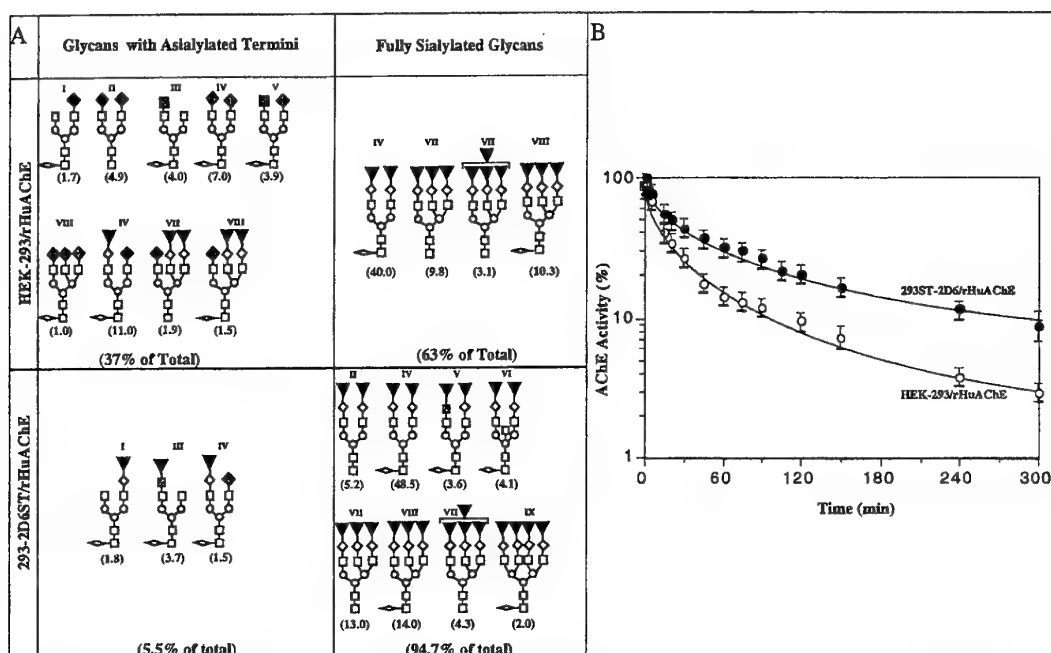 A
Glycans with Asialylated Termini
Fully Sialylated Glycans
HEK-293/rHuAChE
I II III IV V
(1.7) (4.9) (4.0) (7.0) (3.9)
VIII IV VII VIII
(1.0) (11.0) (1.9) (1.5)
(37% of Total)
IV VII VII VIII
(40.0) (9.8) (3.1) (10.3)
(63% of Total)
293-2D6ST/rHuAChE
I III IV
(1.8) (3.7) (1.5)
(5.5% of total)
II IV V VI
(5.2) (48.5) (3.6) (4.1)
VII VIII VII IX
(13.0) (14.0) (4.3) (2.0)
(94.7% of total)
B
AChE Activity (%)
100
10
1
293ST-2D6/rHuAChE
HEK-293/rHuAChE
0 60 120 180 240 300
Time (min)